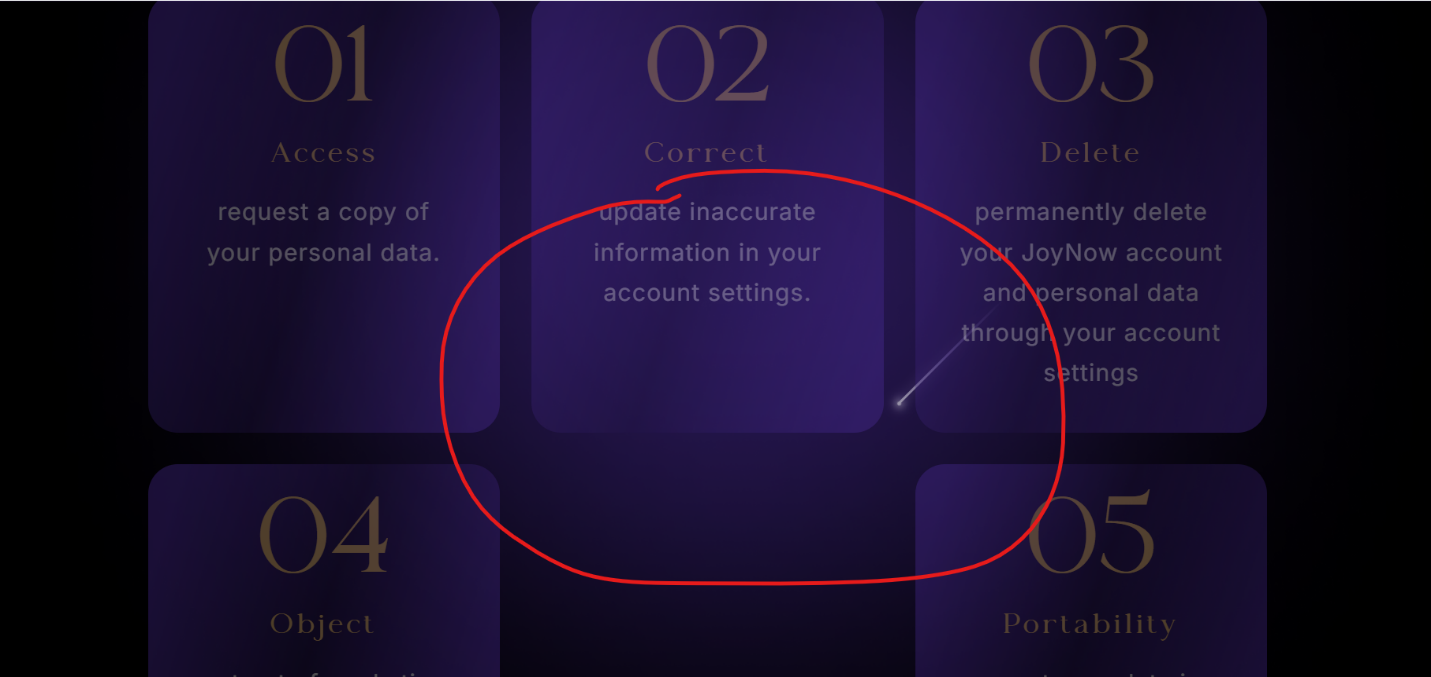 01
02
03
Access
Correct
Delete
request a copy of
your personal data.
update inaccurate
information in your
account settings.
permanently delete
your JoyNow account
and personal data
through your account
settings
04
05
Object
Portability